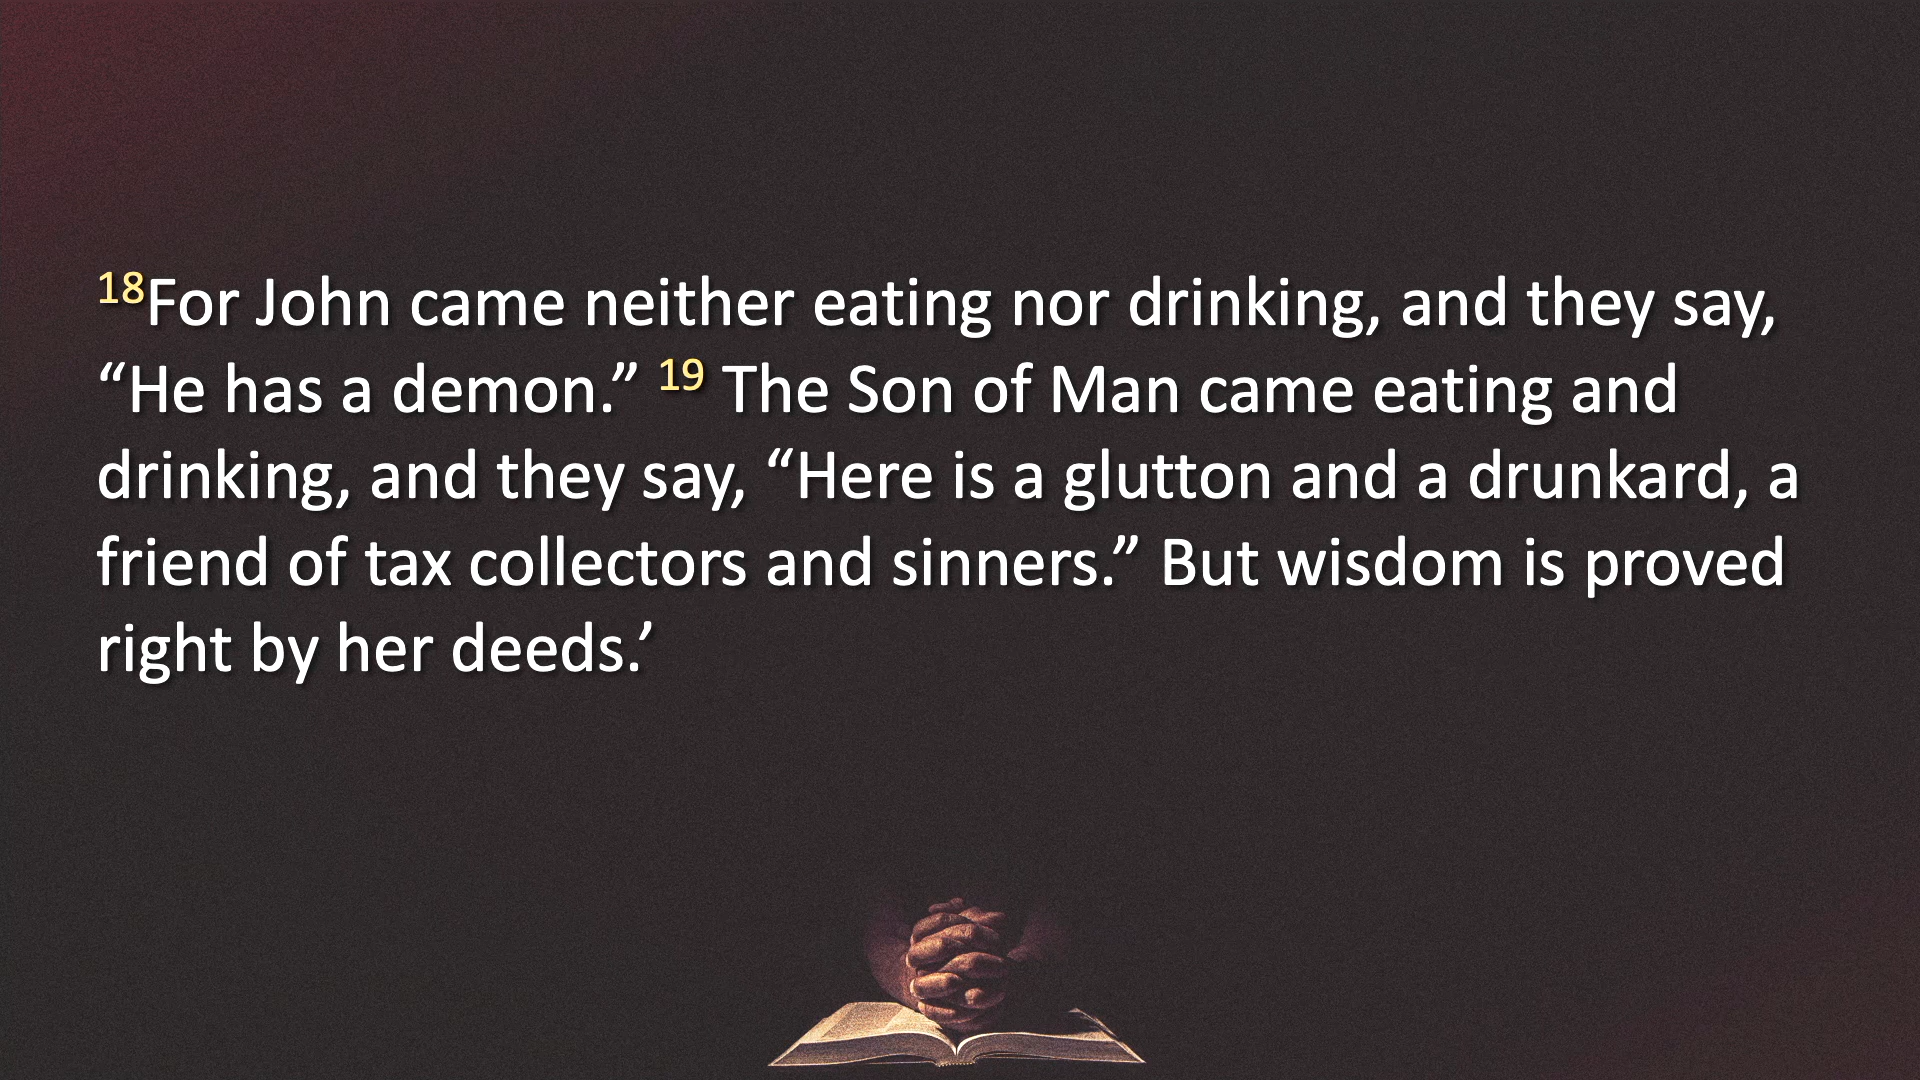 18For John came neither eating nor drinking, and they say,
“He has a demon.” 19 The Son of Man came eating and
drinking, and they say, “Here is a glutton and a drunkard, a
friend of tax collectors and sinners.” But wisdom is proved
right by her deeds.’